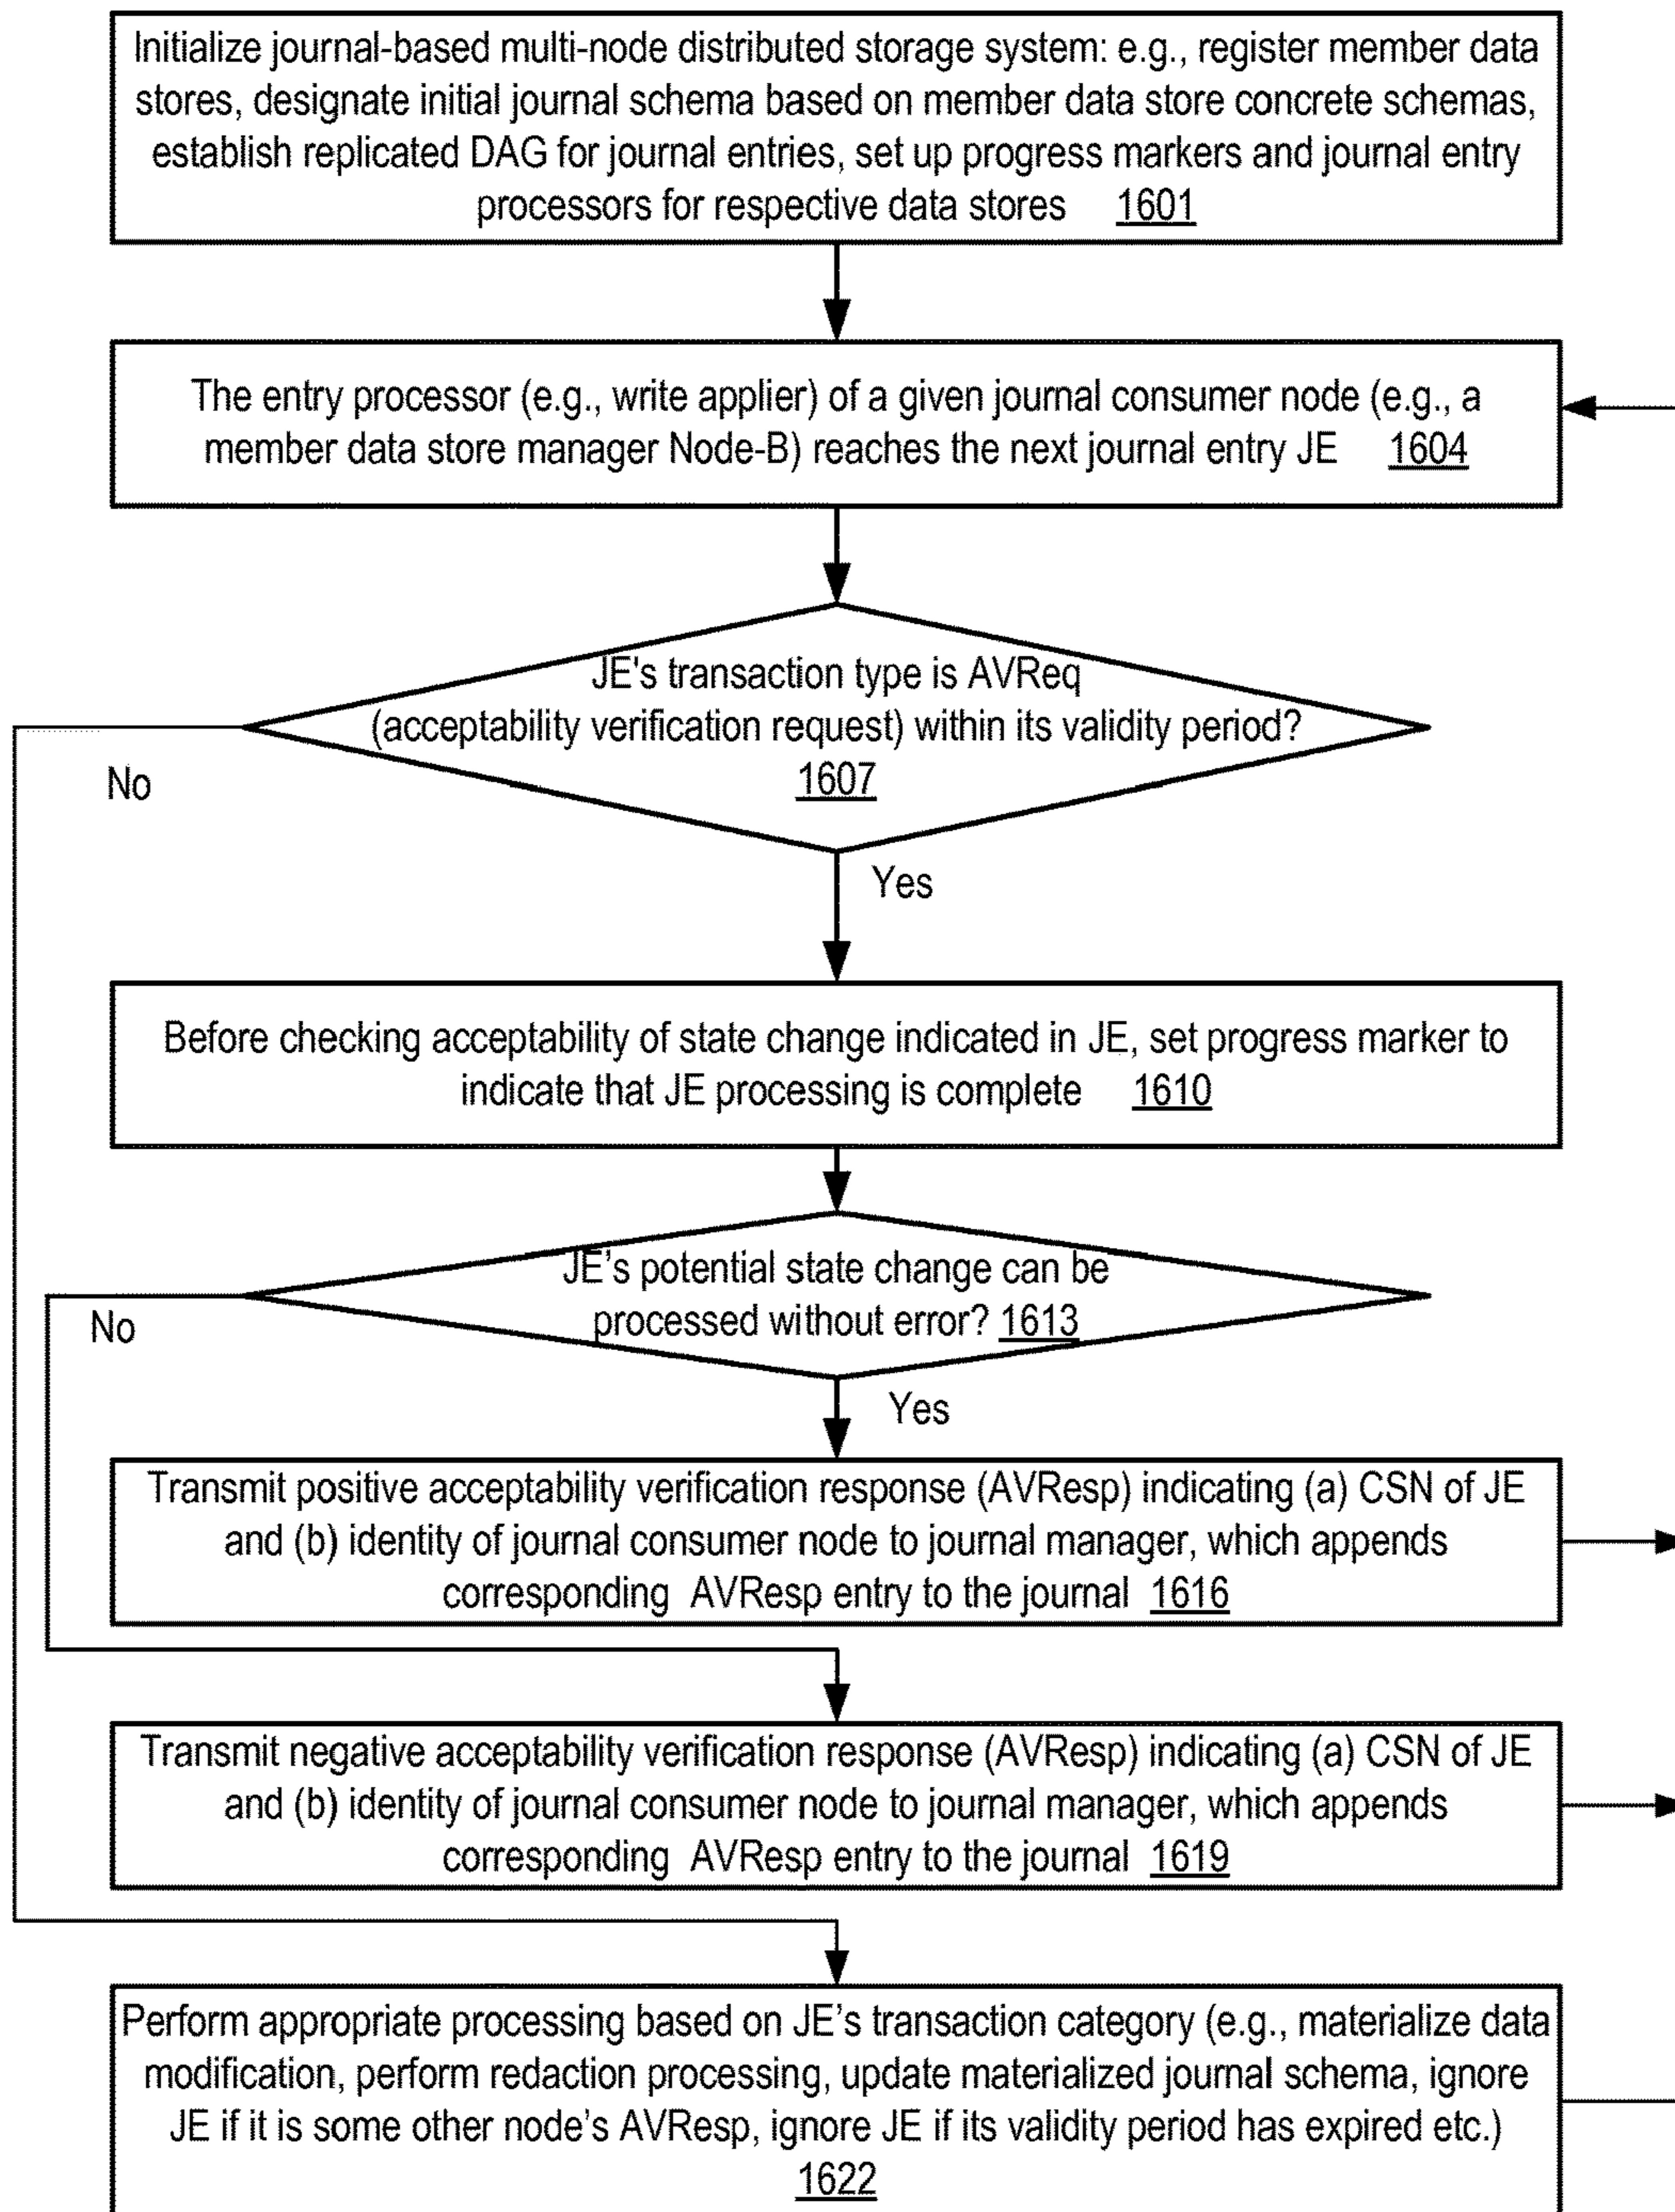 Initialize journal-based multi-node distributed storage system: e.g., register member data
stores, designate initial journal schema based on member data store concrete schemas,
establish replicated DAG for journal entries, set up progress markers and journal entry
processors for respective data stores 1601
The entry processor (e.g., write applier) of a given journal consumer node (e.g., a
member data store manager Node-B) reaches the next journal entry JE 1604
JE's transaction type is AVReq
(acceptability verification request) within its validity period?
1607
No
Yes
Before checking acceptability of state change indicated in JE, set progress marker to
indicate that JE processing is complete 1610
JE’s potential state change can be
processed without error? 1613
No
Yes
Transmit positive acceptability verification response (AVResp) indicating (a) CSN of JE
and (b) identity of journal consumer node to journal manager, which appends
corresponding AVResp entry to the journal 1616
Transmit negative acceptability verification response (AVResp) indicating (a) CSN of JE
and (b) identity of journal consumer node to journal manager, which appends
corresponding AVResp entry to the journal 1619
Perform appropriate processing based on JE’s transaction category (e.g., materialize data
modification, perform redaction processing, update materialized journal schema, ignore
JE if it is some other node’s AVResp, ignore JE if its validity period has expired etc.)
1622